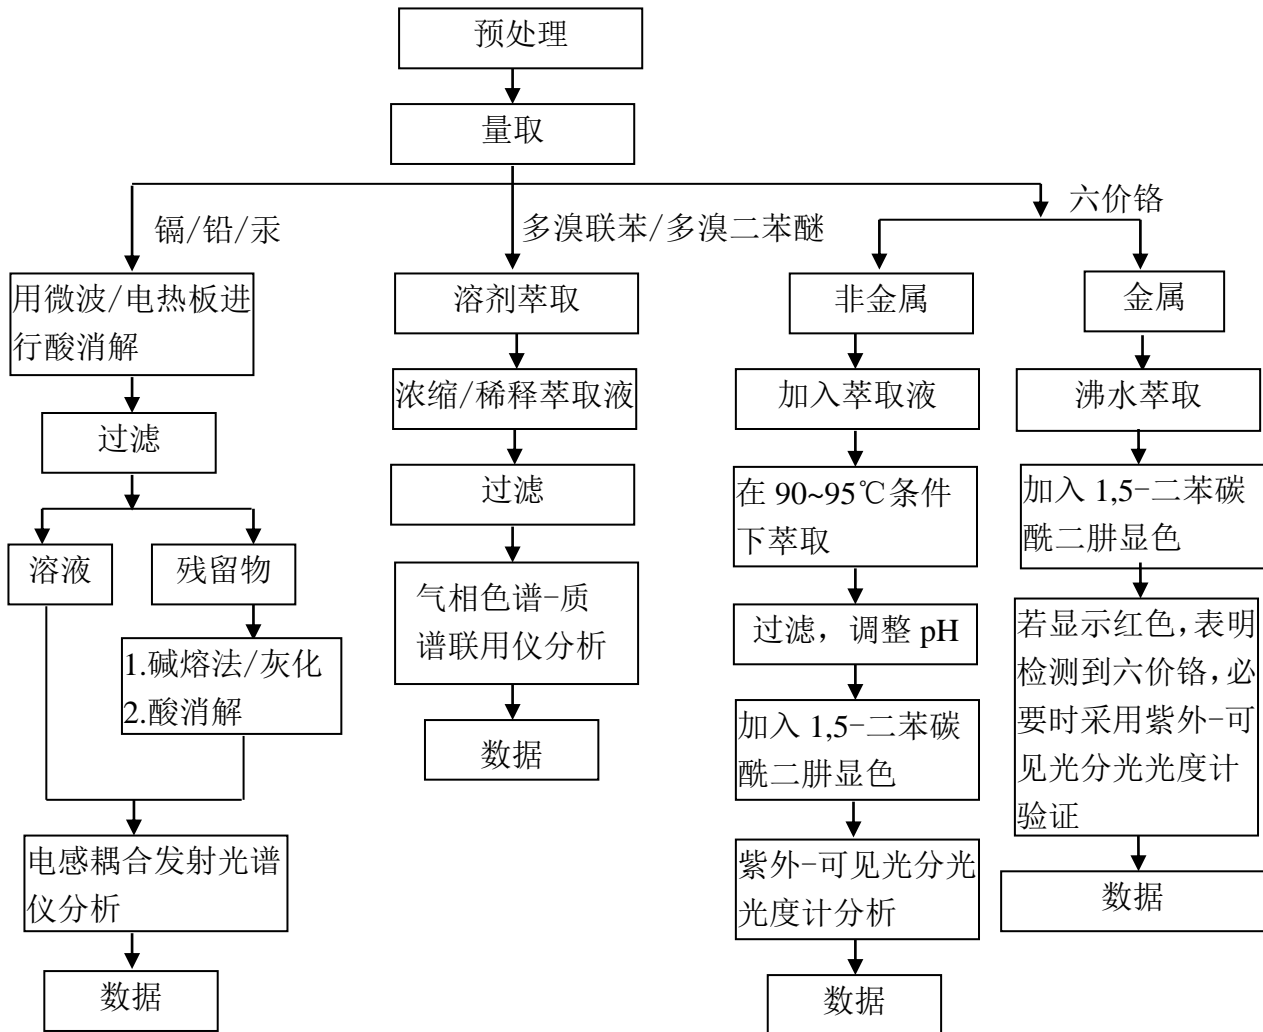 预处理
量取
镉/铅/汞
多溴联苯/多溴二苯醚
六价铬
用微波/电热板进
行酸消解
过滤
溶液
残留物
1.碱熔法/灰化
2.酸消解
电感耦合发射光谱
仪分析
数据
溶剂萃取
浓缩/稀释萃取液
过滤
气相色谱-质
谱联用仪分析
数据
非金属
加入萃取液
在 90~95℃条件
下萃取
过滤，调整 pH
加入 1,5-二苯碳
酰二肼显色
紫外-可见光分光
光度计分析
数据
金属
沸水萃取
加入 1,5-二苯碳
酰二肼显色
若显示红色，表明
检测到六价铬，必
要时采用紫外-可
见光分光光度计
验证
数据